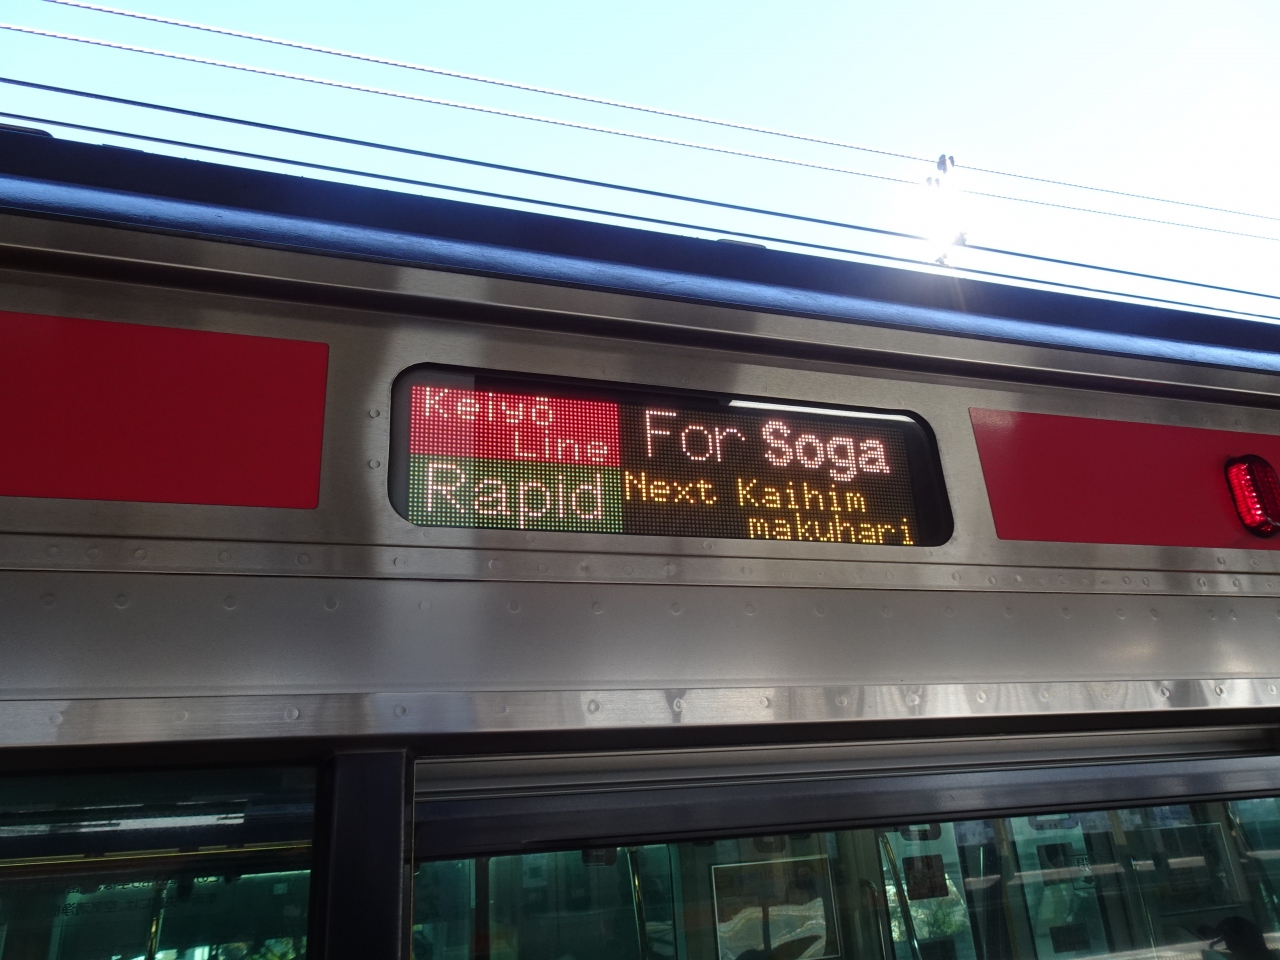 Keiyō
Line
Rapid
For Soga
Next Kaihim
makuhari